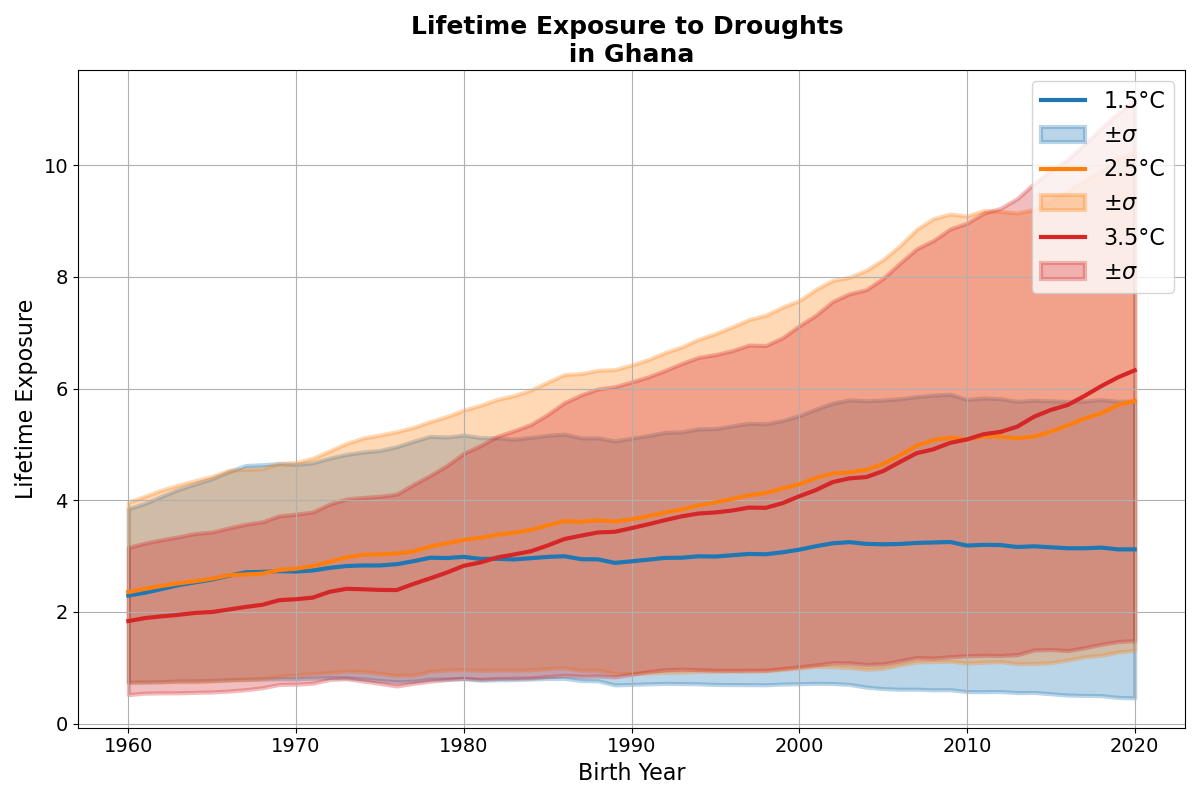 Lifetime Exposure to Droughts
in Ghana
Lifetime Exposure
10
8
6
4
2
0
1960 1970 1980 1990 2000 2010 2020
Birth Year
1.5°C
±σ
2.5°C
±σ
3.5°C
±σ